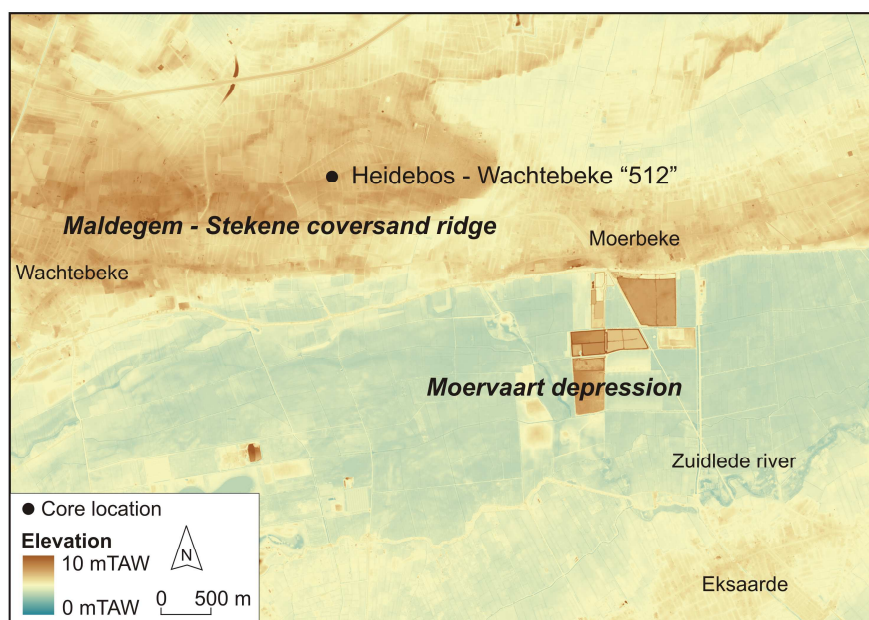 Heidebos - Wachtebeke “512”
Maldegem - Stekene coversand ridge
Moerbeke
Wachtebeke
Moervaart depression
Zuidlede river
Core location
Elevation
10 mTAW
0 mTAW
N
0 500 m
Eksaarde